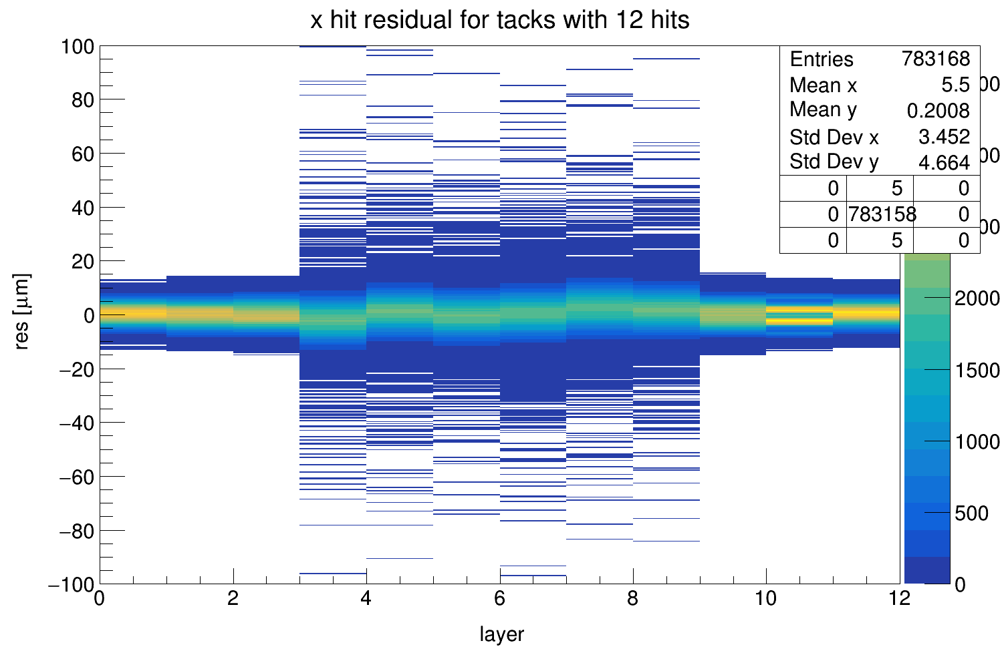 x hit residual for tacks with 12 hits
Entries 783168
Mean x 5.5
Mean y 0.2008
Std Dev x 3.452
Std Dev y 4.664
0 5 0
0 783158 0
0 5 0
100
80
60
40
20
0
−20
−40
−60
−80
−100
res [μm]
0 2 4 6 8 10 12
layer
2000
1500
1000
500
0